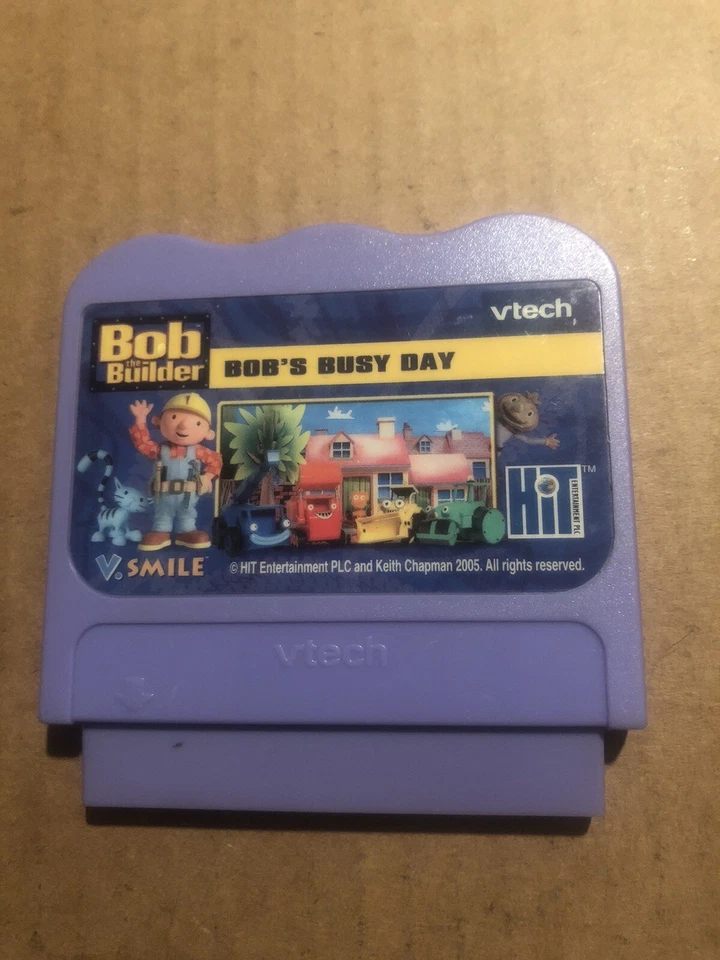 vtech
Bob
the
Builder
BOB'S BUSY DAY
HiT
TM
ENTERTAINMENT PLC
V.SMILE
© HIT Entertainment PLC and Keith Chapman 2005. All rights reserved.
vtech